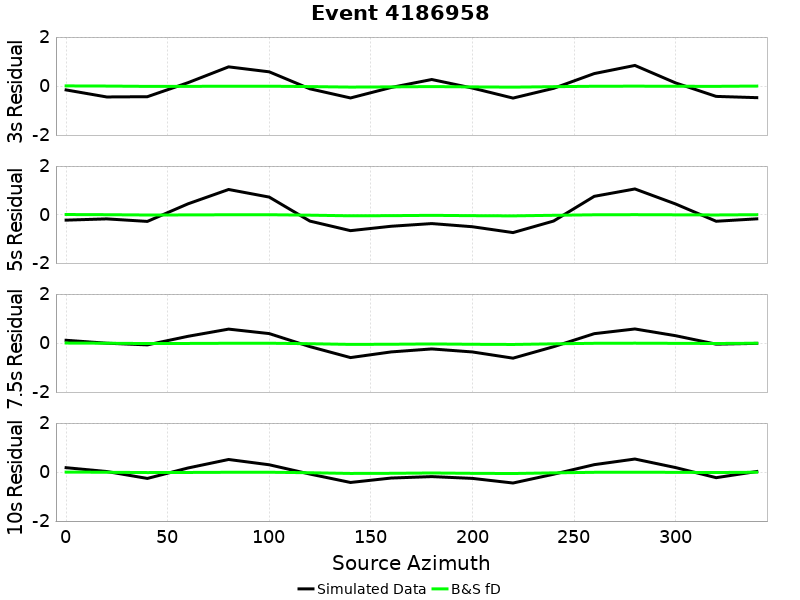 Event 4186958
3s Residual
2
0
-2
5s Residual
2
0
-2
7.5s Residual
2
0
-2
10s Residual
2
0
-2
0 50 100 150 200 250 300
Source Azimuth
Simulated Data B&S fD